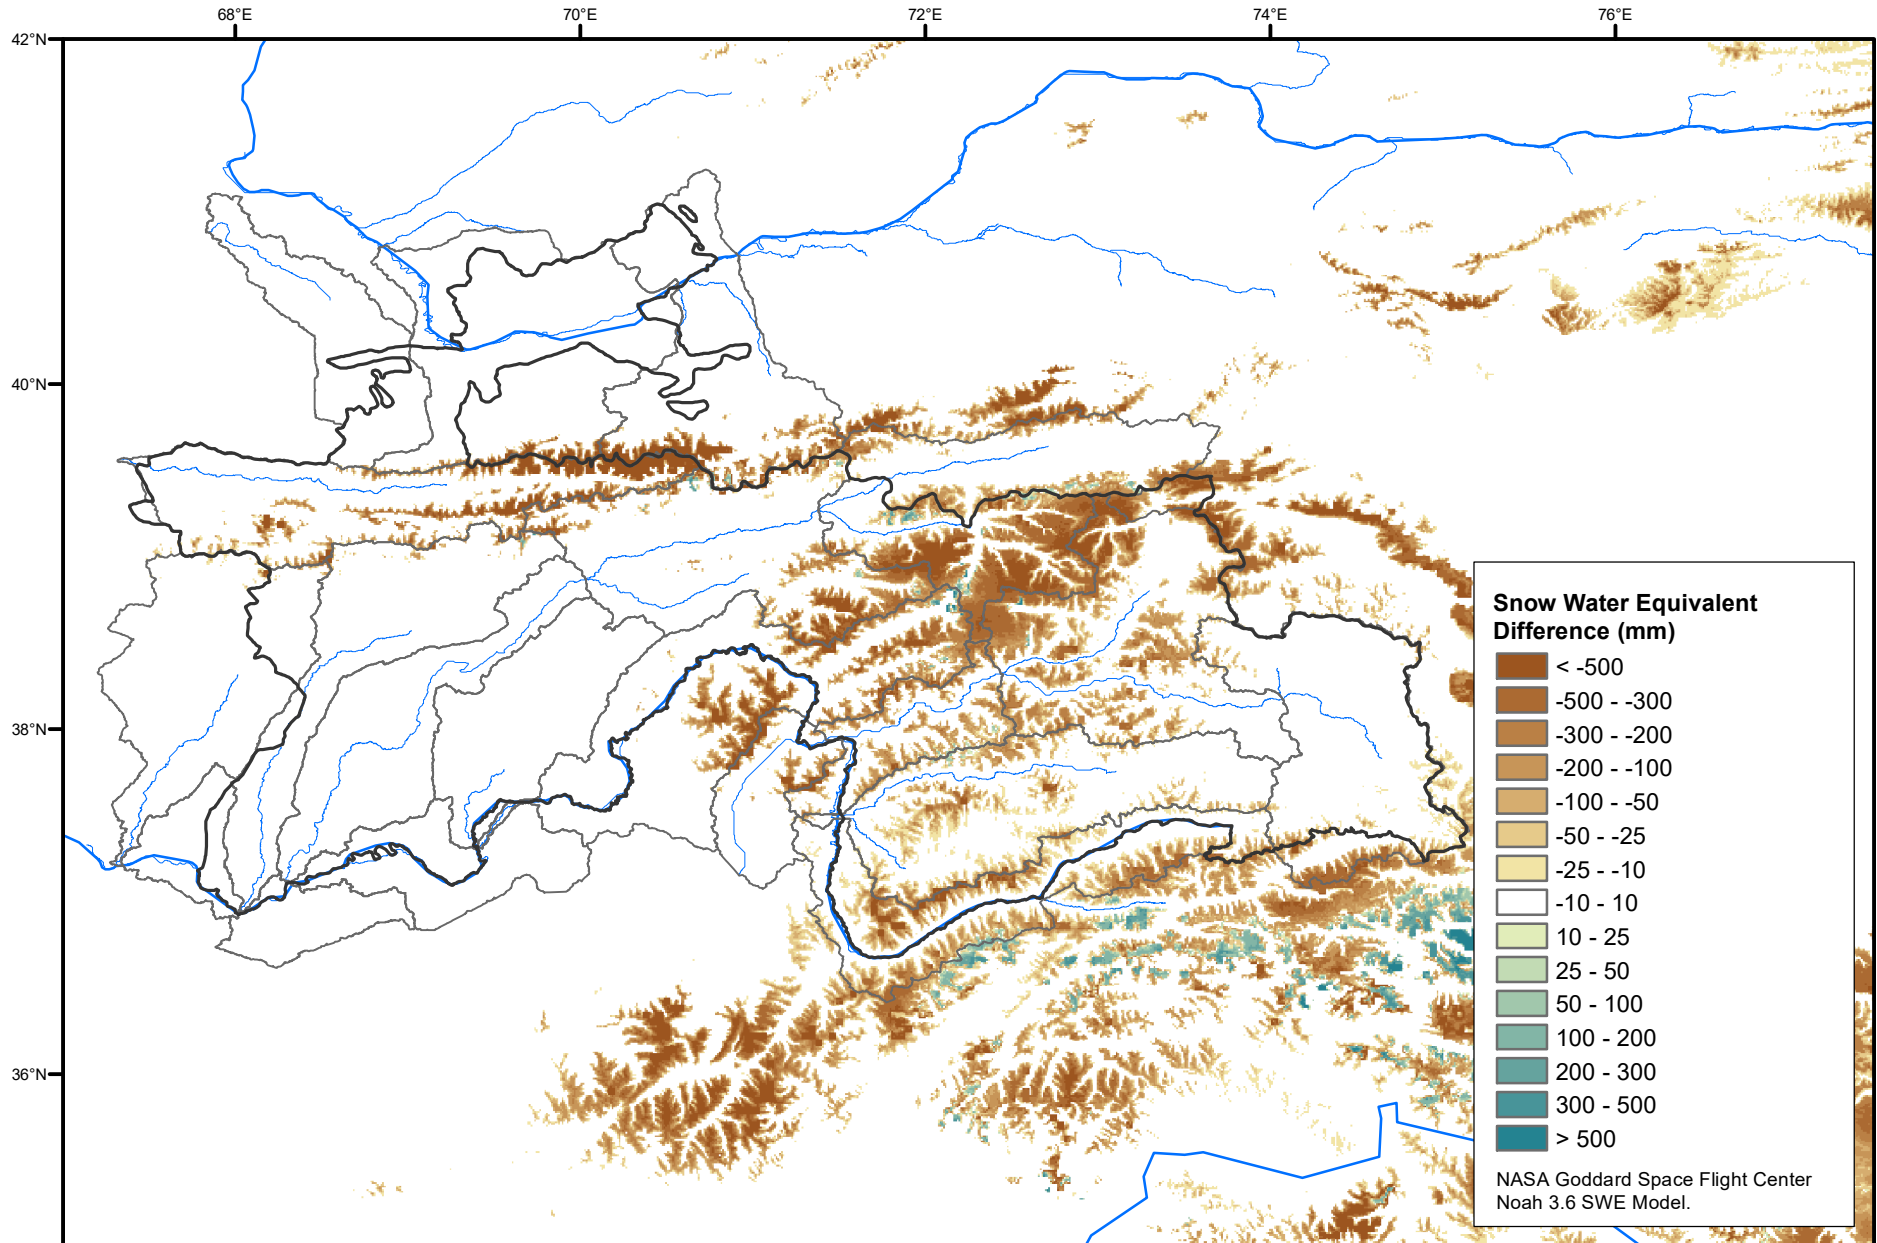 68°E 70°E 72°E 74°E 76°E
42°N
40°N
38°N
36°N
Snow Water Equivalent
Difference (mm)
< -500
-500 - -300
-300 - -200
-200 - -100
-100 - -50
-50 - -25
-25 - -10
-10 - 10
10 - 25
25 - 50
50 - 100
100 - 200
200 - 300
300 - 500
> 500
NASA Goddard Space Flight Center
Noah 3.6 SWE Model.